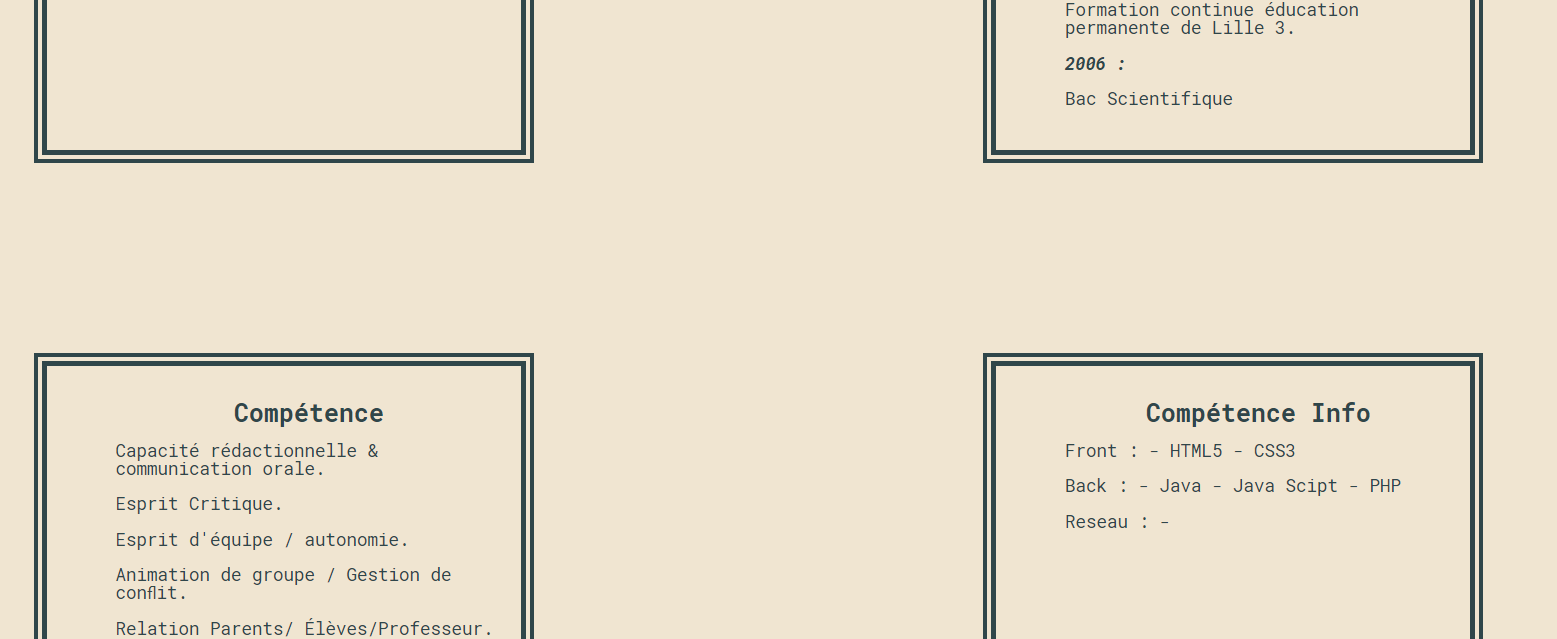 Formation continue éducation
permanente de Lille 3.
2006 :
Bac Scientifique
Compétence
Capacité rédactionnelle &
communication orale.
Esprit Critique.
Esprit d'équipe / autonomie.
Animation de groupe / Gestion de
conflit.
Relation Parents/ Élèves/Professeur.
Compétence Info
Front : - HTML5 - CSS3
Back : - Java - Java Scipt - PHP
Reseau : -